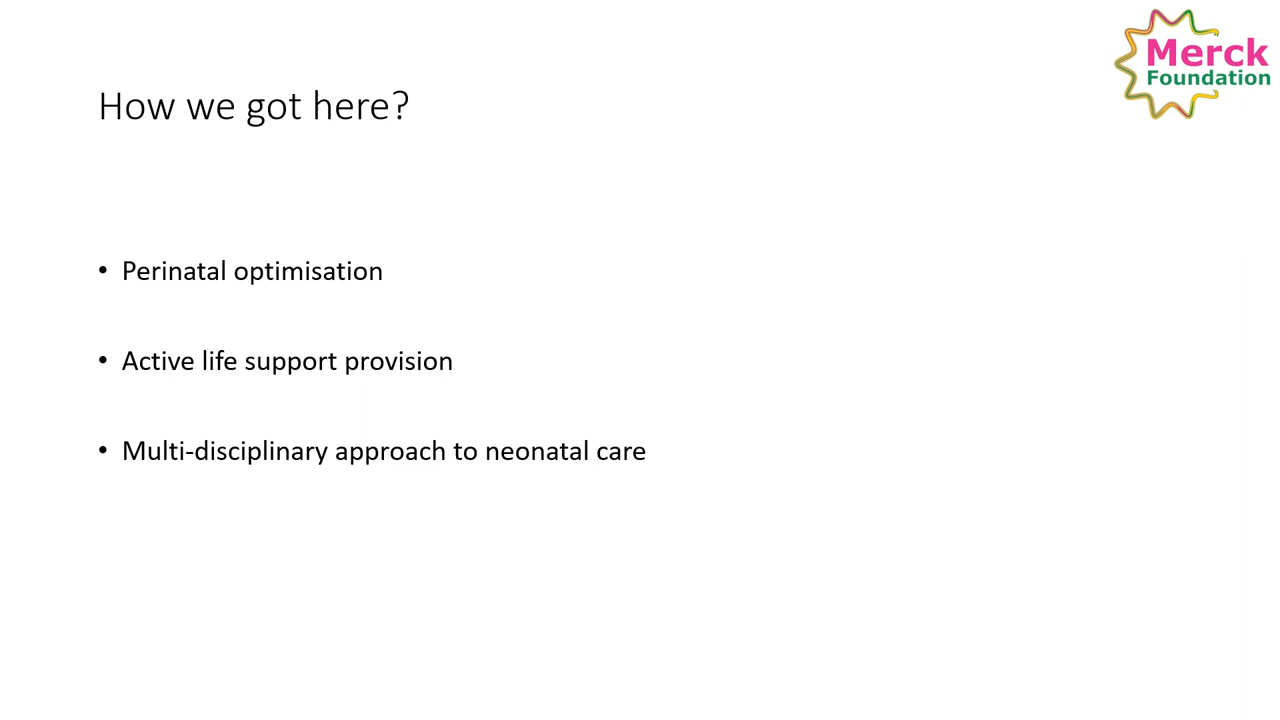 Merck
Foundation
How we got here?
• Perinatal optimisation
• Active life support provision
• Multi-disciplinary approach to neonatal care